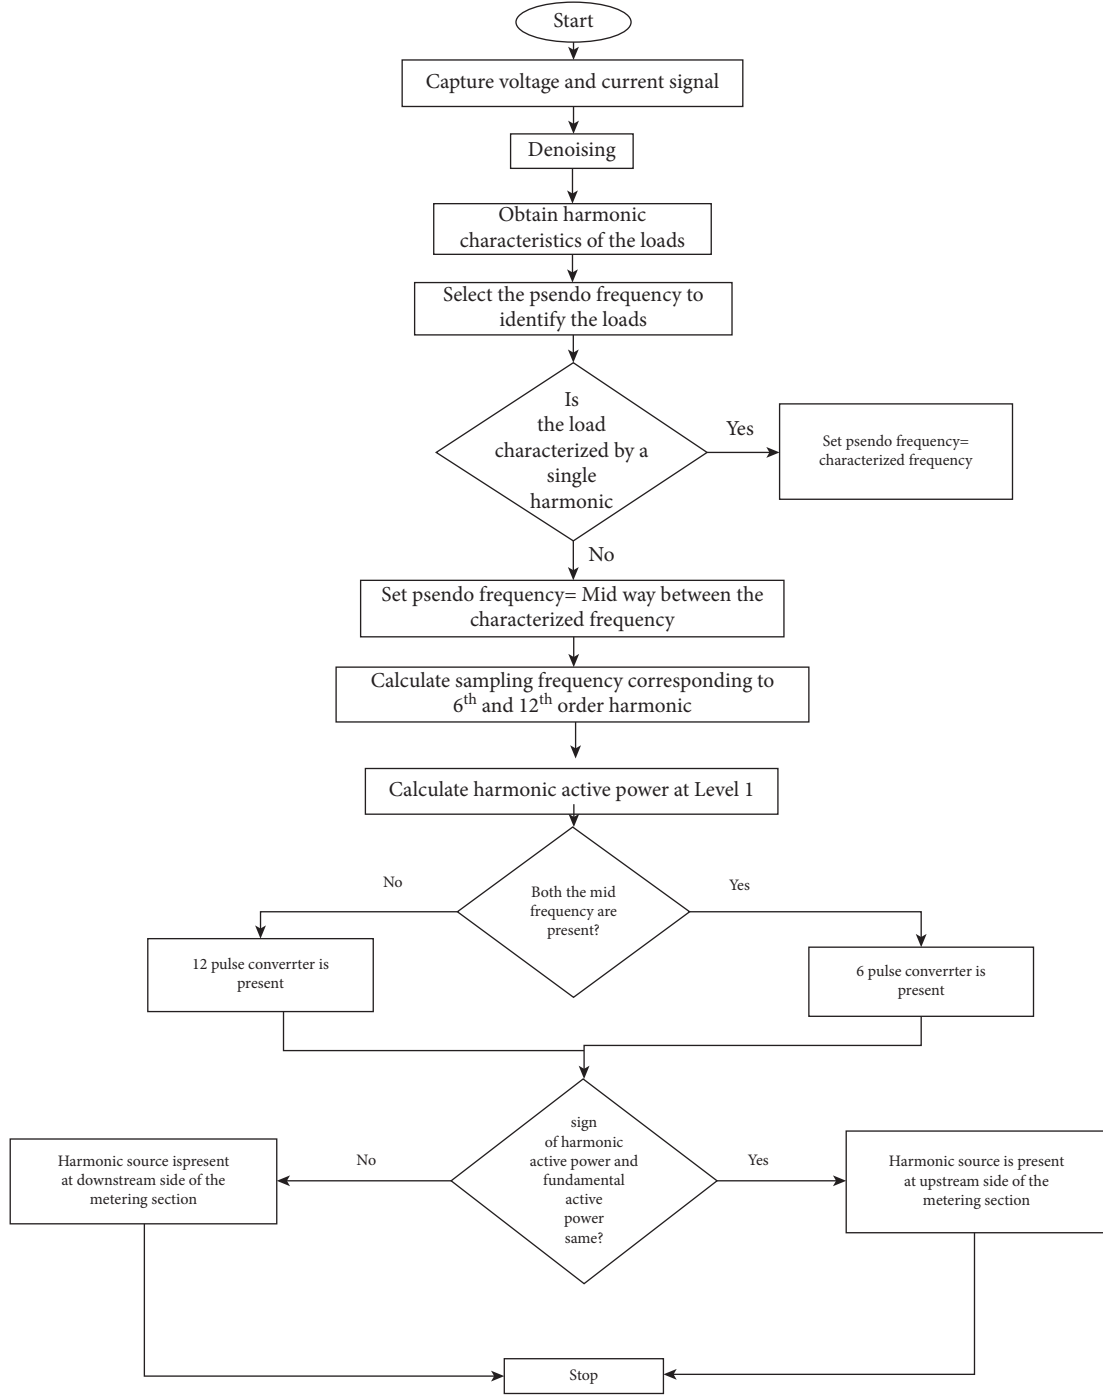 Start
Capture voltage and current signal
Denoising
Obtain harmonic
characteristics of the loads
Select the psendo frequency to
identify the loads
Is
the load
characterized by a
single
harmonic
Yes
Set psendo frequency=
characterized frequency
No
Set psendo frequency= Mid way between the
characterized frequency
Calculate sampling frequency corresponding to
6th and 12th order harmonic
Calculate harmonic active power at Level 1
No
Both the mid
frequency are
present?
Yes
12 pulse converrter is
present
6 pulse converrter is
present
sign
of harmonic
active power and
fundamental
active
power
same?
No
Yes
Harmonic source ispresent
at downstream side of the
metering section
Harmonic source is present
at upstream side of the
metering section
Stop